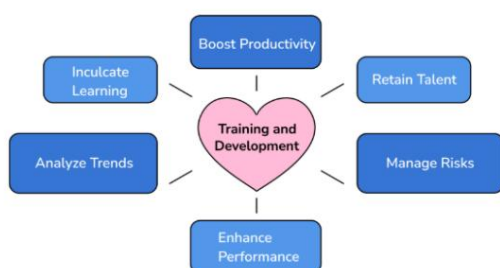 Boost Productivity
Inculcate
Learning
Retain Talent
Training and
Development
Analyze Trends
Manage Risks
Enhance
Performance